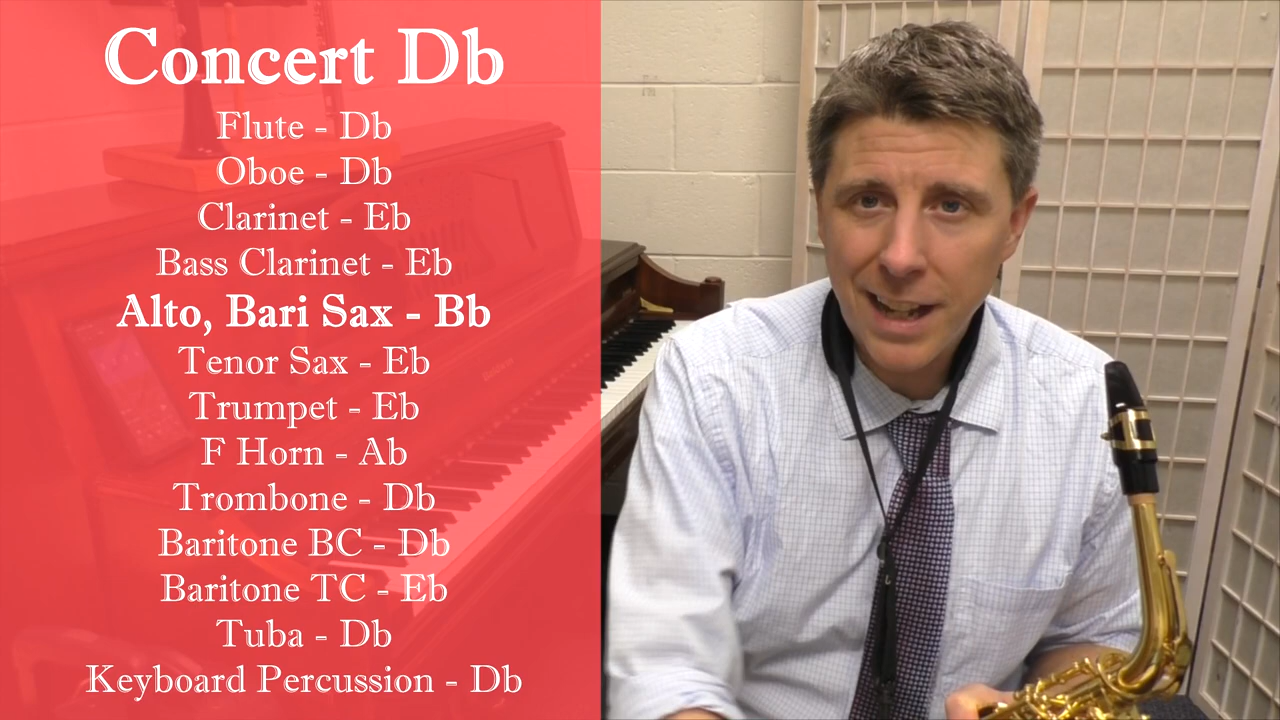 Concert Db
Flute - Db
Oboe - Db
Clarinet - Eb
Bass Clarinet - Eb
Alto, Bari Sax - Bb
Tenor Sax - Eb
Trumpet - Eb
F Horn - Ab
Trombone - Db
Baritone BC - Db
Baritone TC - Eb
Tuba - Db
Keyboard Percussion - Db